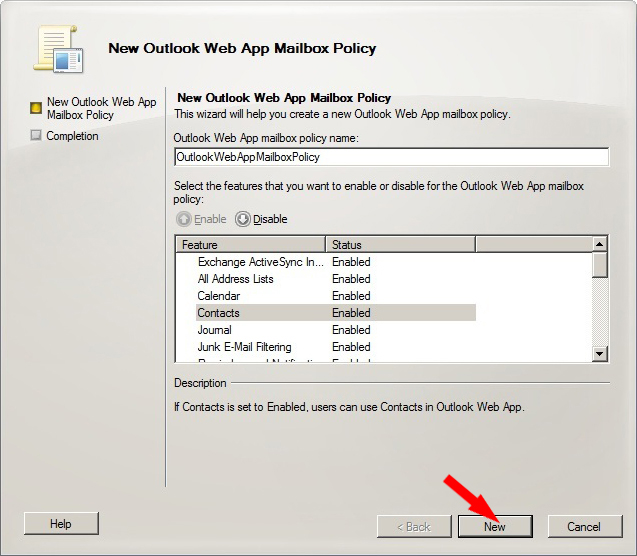 New Outlook Web App Mailbox Policy
New Outlook Web App
Mailbox Policy
Completion
New Outlook Web App Mailbox Policy
This wizard will help you create a new Outlook Web App mailbox policy.
Outlook Web App mailbox policy name:
OutlookWebAppMailboxPolicy
Select the features that you want to enable or disable for the Outlook Web App mailbox
policy:
Enable Disable
Feature Status
Exchange ActiveSync In... Enabled
All Address Lists Enabled
Calendar Enabled
Contacts Enabled
Journal Enabled
Junk E-Mail Filtering Enabled
Description
If Contacts is set to Enabled, users can use Contacts in Outlook Web App.
Help < Back New Cancel